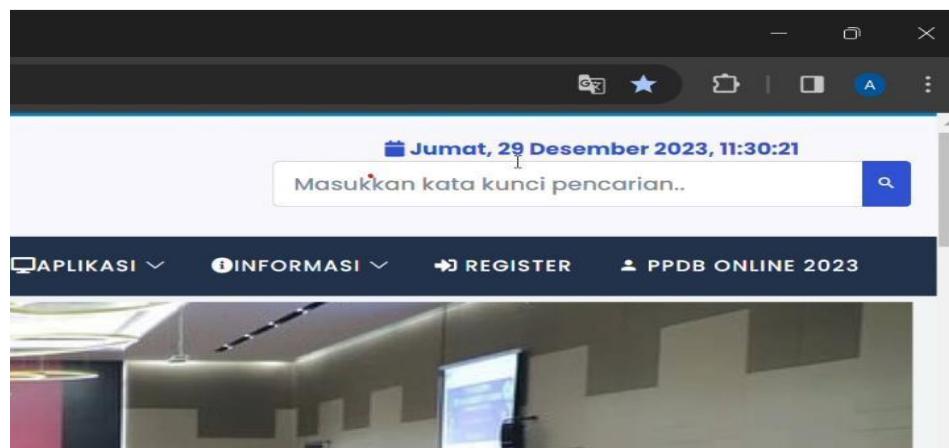 A
Jumat, 29 Desember 2023, 11:30:21
Masukkan kata kunci pencarian..
APLIKASI INFORMASI REGISTER PPDB ONLINE 2023